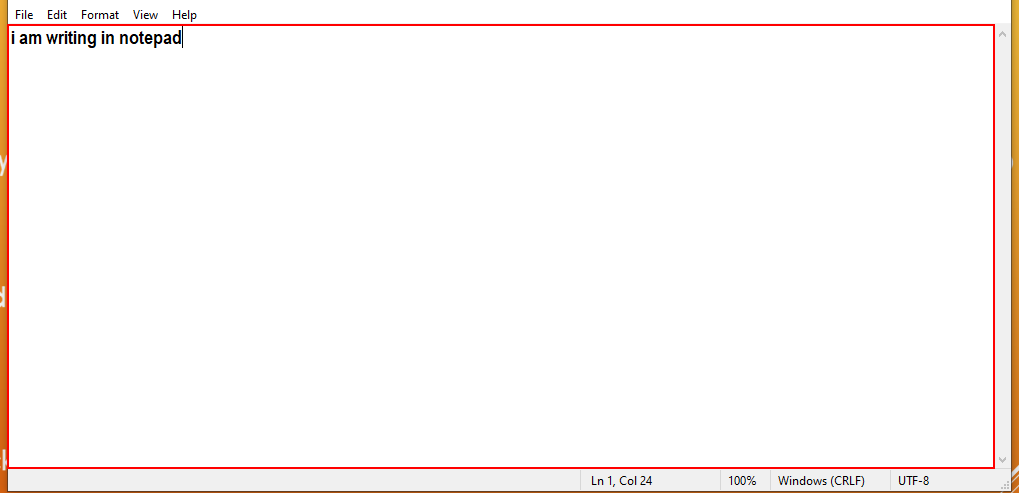 File Edit Format View Help
i am writing in notepad
Ln 1, Col 24 100% Windows (CRLF) UTF-8